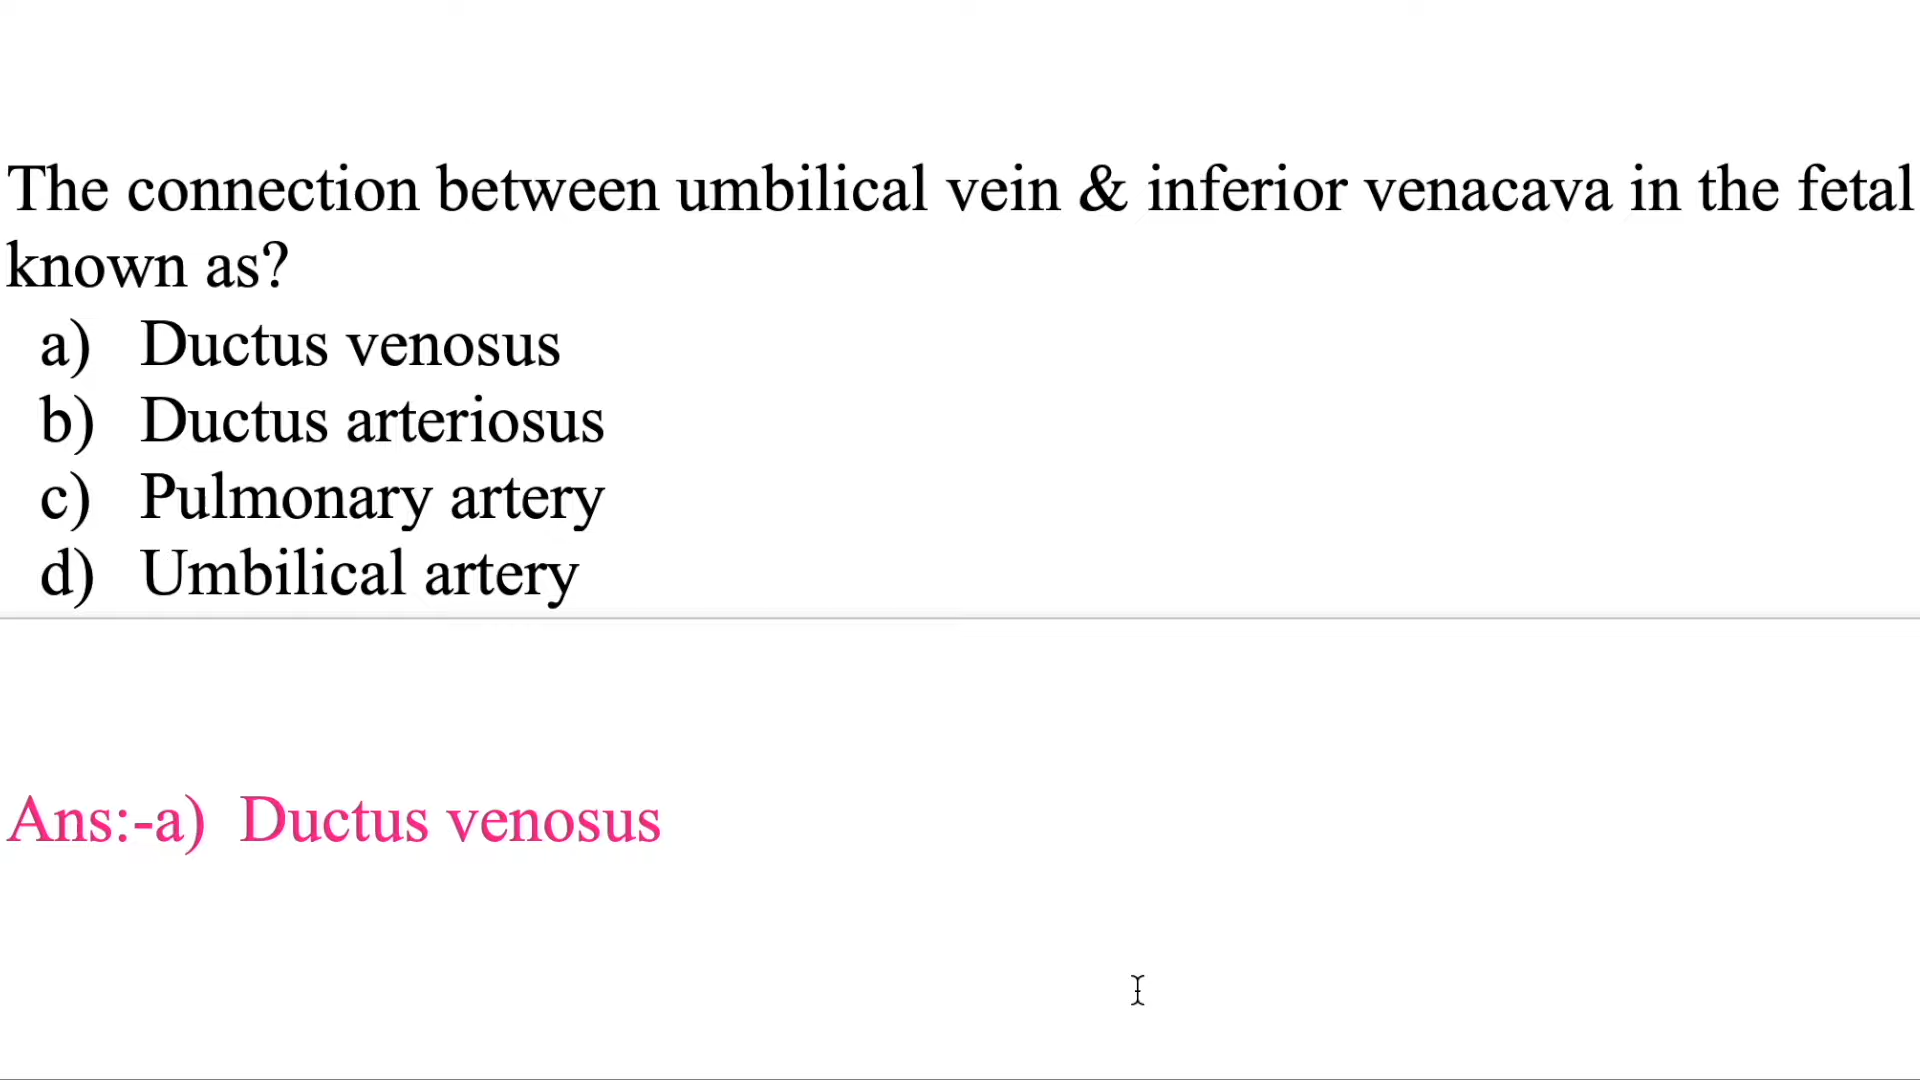 The connection between umbilical vein & inferior venacava in the fetal
known as?
a) Ductus venosus
b) Ductus arteriosus
c) Pulmonary artery
d) Umbilical artery
Ans:-a) Ductus venosus